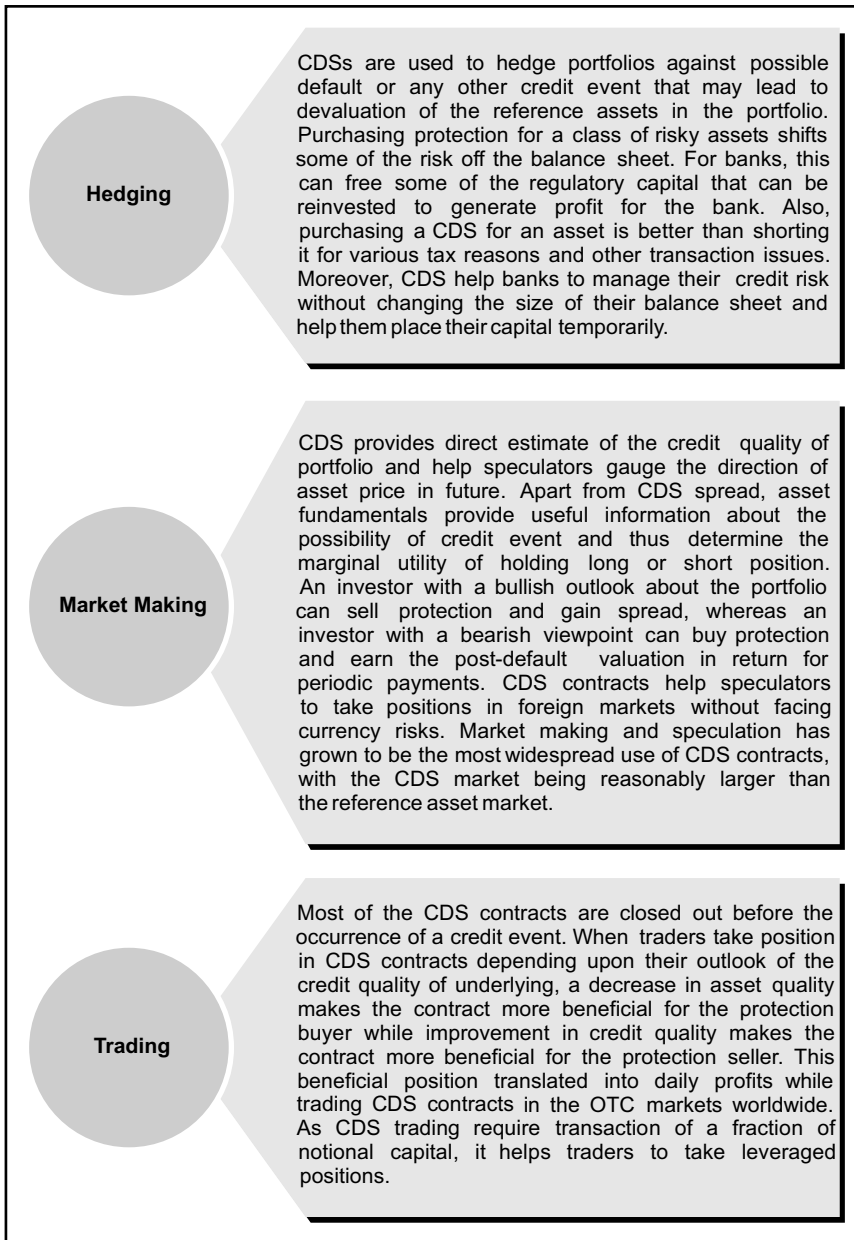 Hedging
CDSs are used to hedge portfolios against possible
default or any other credit event that may lead to
devaluation of the reference assets in the portfolio.
Purchasing protection for a class of risky assets shifts
some of the risk off the balance sheet. For banks, this
can free some of the regulatory capital that can be
reinvested to generate profit for the bank. Also,
purchasing a CDS for an asset is better than shorting
it for various tax reasons and other transaction issues.
Moreover, CDS help banks to manage their credit risk
without changing the size of their balance sheet and
help them place their capital temporarily.
Market Making
CDS provides direct estimate of the credit quality of
portfolio and help speculators gauge the direction of
asset price in future. Apart from CDS spread, asset
fundamentals provide useful information about the
possibility of credit event and thus determine the
marginal utility of holding long or short position.
An investor with a bullish outlook about the portfolio
can sell protection and gain spread, whereas an
investor with a bearish viewpoint can buy protection
and earn the post-default valuation in return for
periodic payments. CDS contracts help speculators
to take positions in foreign markets without facing
currency risks. Market making and speculation has
grown to be the most widespread use of CDS contracts,
with the CDS market being reasonably larger than
the reference asset market.
Trading
Most of the CDS contracts are closed out before the
occurrence of a credit event. When traders take position
in CDS contracts depending upon their outlook of the
credit quality of underlying, a decrease in asset quality
makes the contract more beneficial for the protection
buyer while improvement in credit quality makes the
contract more beneficial for the protection seller. This
beneficial position translated into daily profits while
trading CDS contracts in the OTC markets worldwide.
As CDS trading require transaction of a fraction of
notional capital, it helps traders to take leveraged
positions.